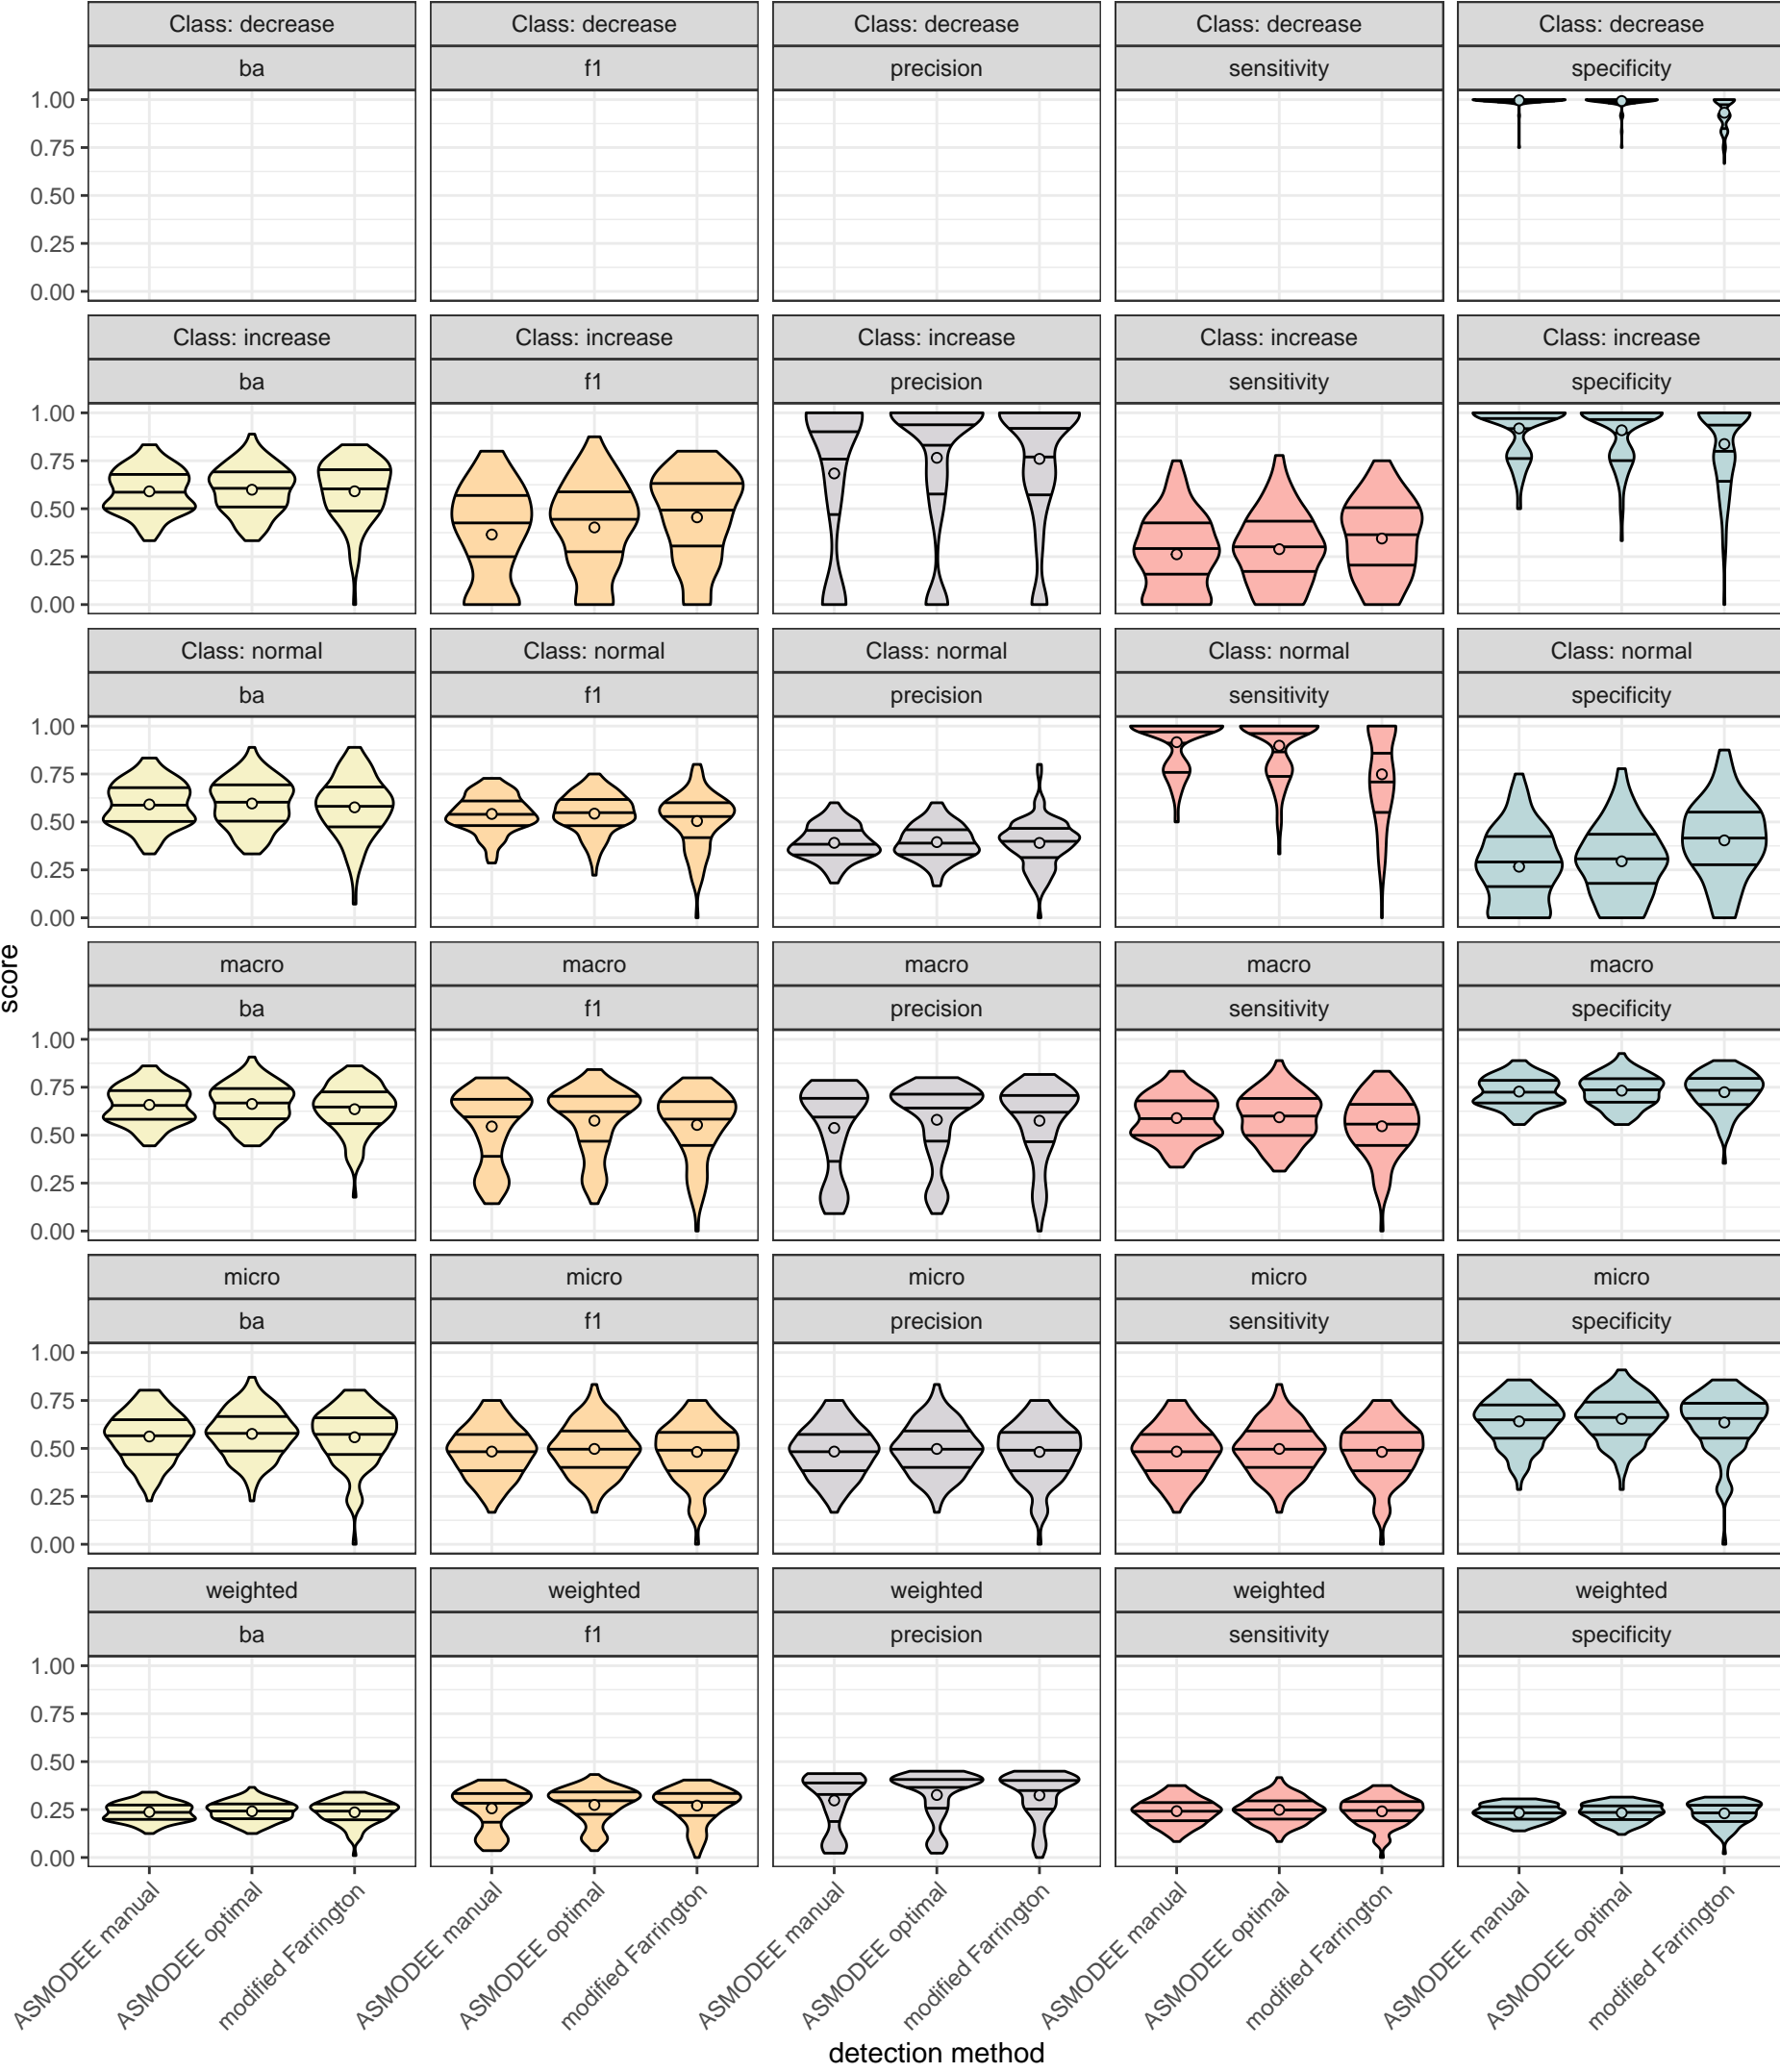 Class: decrease Class: decrease Class: decrease Class: decrease Class: decrease
ba f1 precision sensitivity specificity
1.00
0.75
0.50
0.25
0.00
Class: increase Class: increase Class: increase Class: increase Class: increase
ba f1 precision sensitivity specificity
1.00
0.75
0.50
0.25
0.00
Class: normal Class: normal Class: normal Class: normal Class: normal
ba f1 precision sensitivity specificity
1.00
0.75
0.50
0.25
0.00
score
macro macro macro macro macro
ba f1 precision sensitivity specificity
1.00
0.75
0.50
0.25
0.00
micro micro micro micro micro
ba f1 precision sensitivity specificity
1.00
0.75
0.50
0.25
0.00
weighted weighted weighted weighted weighted
ba f1 precision sensitivity specificity
1.00
0.75
0.50
0.25
0.00
ASMODEE manual ASMODEE optimal modified Farrington ASMODEE manual ASMODEE optimal modified Farrington ASMODEE manual ASMODEE optimal modified Farrington ASMODEE manual ASMODEE optimal modified Farrington ASMODEE manual ASMODEE optimal modified Farrington
detection method